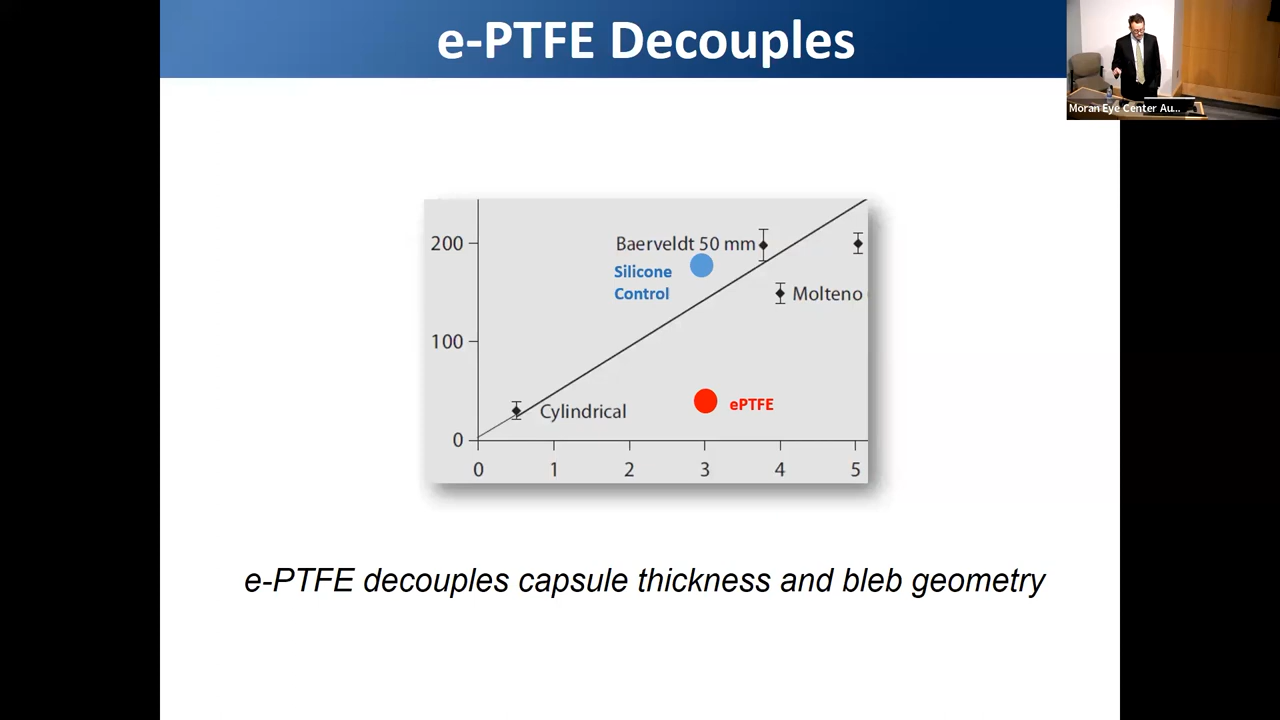 e-PTFE Decouples
Moran Eye Center Au...
200
Baerveldt 50 mm
Silicone
Control
Molteno
100
ePTFE
Cylindrical
0
0 1 2 3 4 5
e-PTFE decouples capsule thickness and bleb geometry